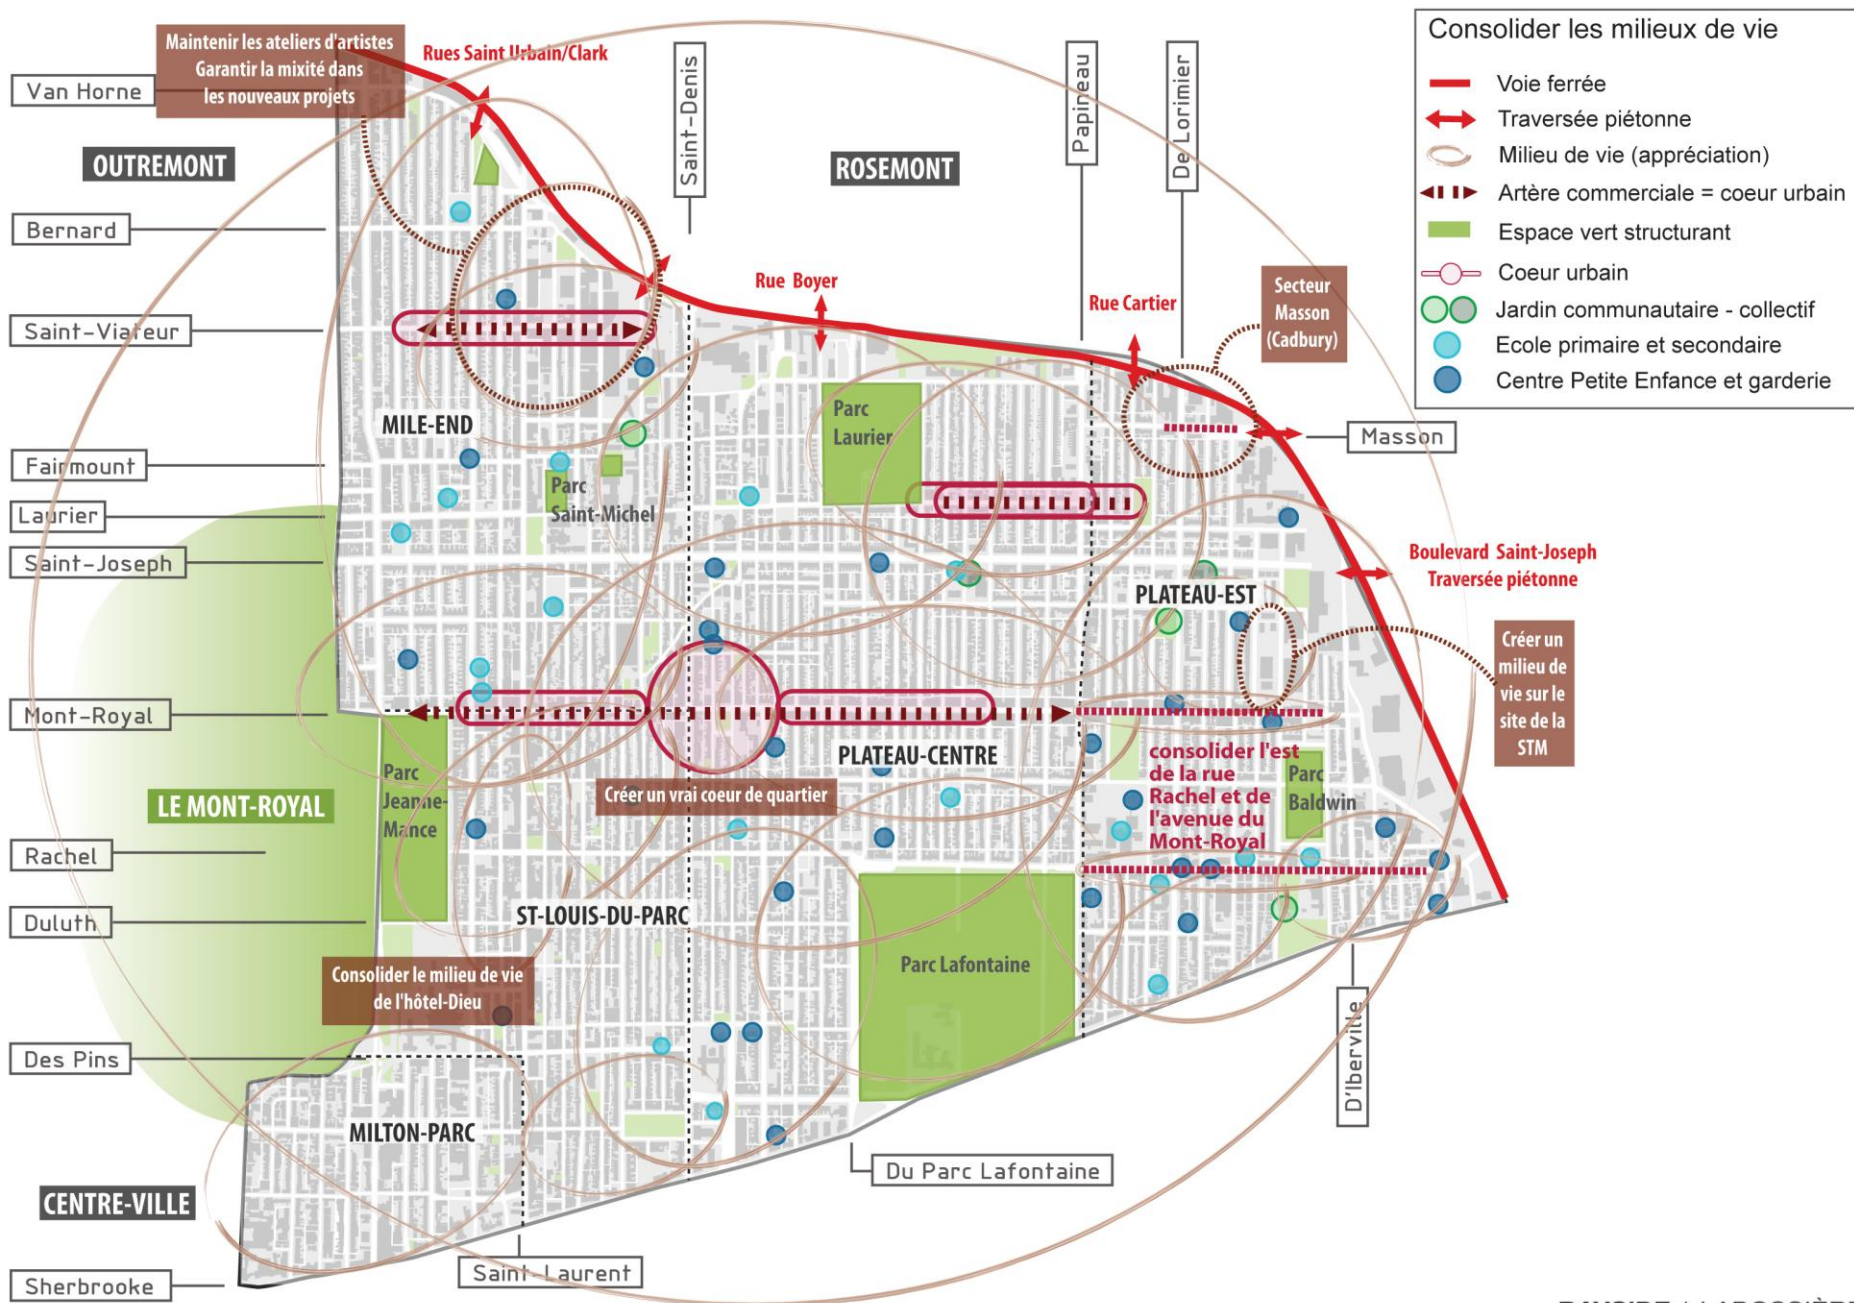 Maintenir les ateliers d'artistes
Garantir la mixité dans
les nouveaux projets
Rues Saint Urbain/Clark
Saint-Denis
Papineau
De Lorimier
Consolider les milieux de vie
Voie ferrée
Traversée piétonne
Milieu de vie (appréciation)
Artère commerciale = coeur urbain
Espace vert structurant
Coeur urbain
Jardin communautaire - collectif
Ecole primaire et secondaire
Centre Petite Enfance et garderie
Van Horne
OUTREMONT
ROSEMONT
Bernard
Rue Boyer
Rue Cartier
Secteur
Masson
(Cadbury)
Saint-Viateur
MILE-END
Parc
Laurier
Masson
Fairmount
Parc
Saint-Michel
Laurier
Saint-Joseph
Boulevard Saint-Joseph
Traversée piétonne
PLATEAU-EST
Créer un
milieu de
vie sur le
site de la
STM
Mont-Royal
PLATEAU-CENTRE
consolider l'est
de la rue
Rachel et de
l'avenue du
Mont-Royal
Parc
Baldwin
Parc
Jeanne-
Mance
Créer un vrai coeur de quartier
LE MONT-ROYAL
Rachel
Duluth
ST-LOUIS-DU-PARC
Parc Lafontaine
Consolider le milieu de vie
de l'hôtel-Dieu
D'Iberville
Des Pins
MILTON-PARC
Du Parc Lafontaine
CENTRE-VILLE
Saint-Laurent
Sherbrooke